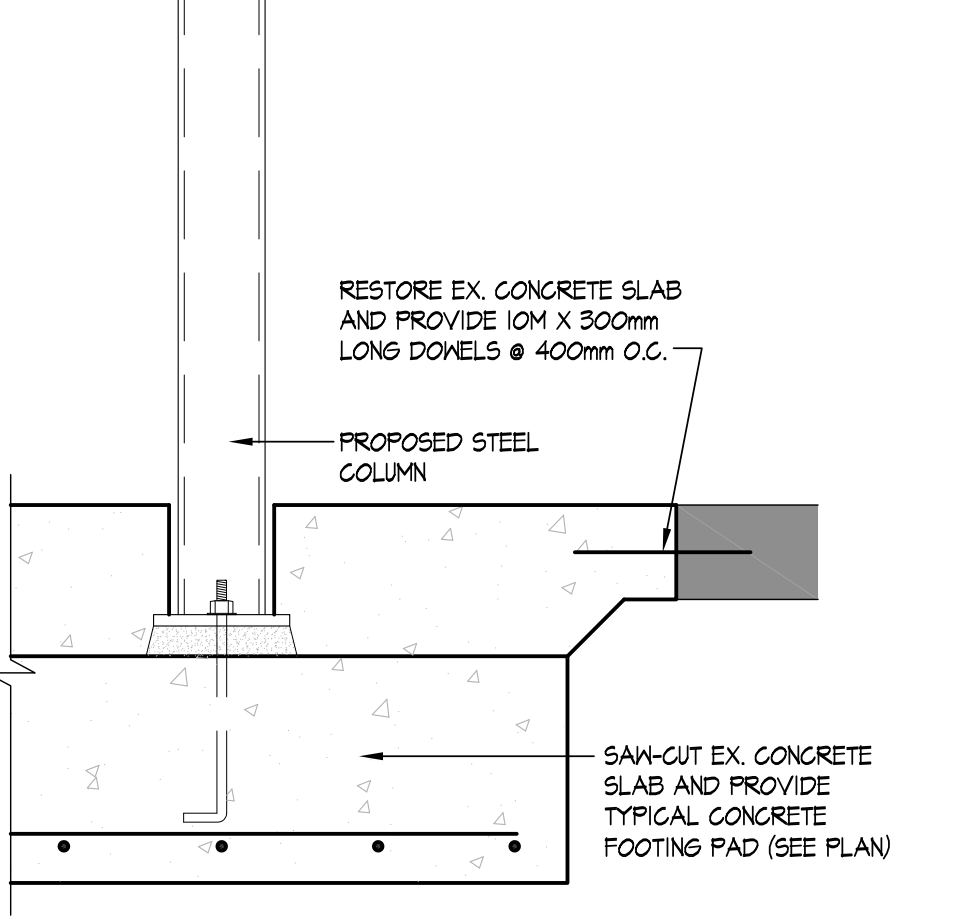 RESTORE EX. CONCRETE SLAB
AND PROVIDE 10M X 300mm
LONG DOWELS @ 400mm O.C.
PROPOSED STEEL
COLUMN
SAW-CUT EX. CONCRETE
SLAB AND PROVIDE
TYPICAL CONCRETE
FOOTING PAD (SEE PLAN)